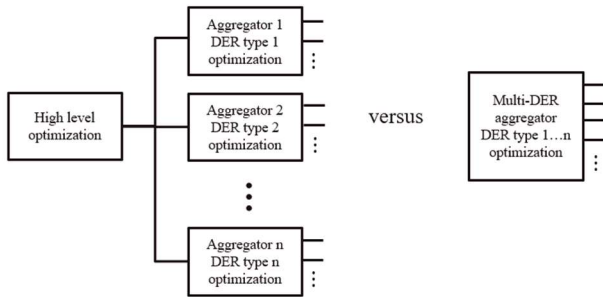 High level
optimization
Aggregator 1
DER type 1
optimization
Aggregator 2
DER type 2
optimization
Aggregator n
DER type n
optimization
versus
Multi-DER
aggregator
DER type 1...n
optimization